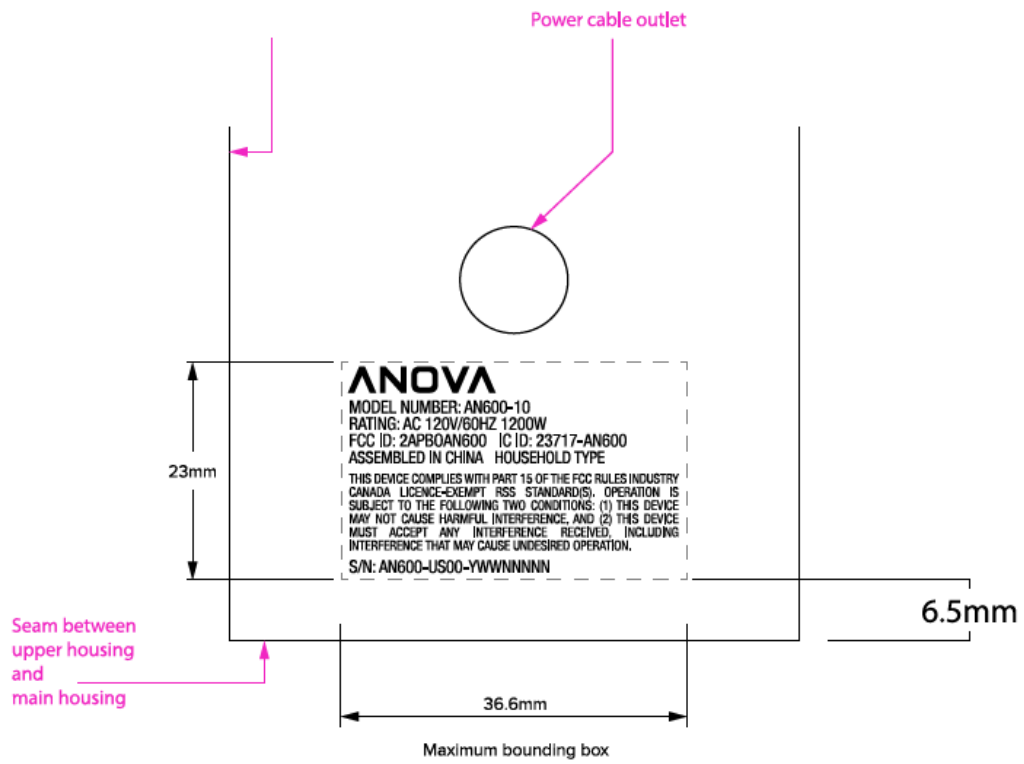 Power cable outlet
ANOVA
MODEL NUMBER: AN600-10
RATING: AC 120V/60HZ 1200W
FCC ID: 2APBOAN600 IC ID: 23717-AN600
ASSEMBLED IN CHINA HOUSEHOLD TYPE
THIS DEVICE COMPLIES WITH PART 15 OF THE FCC RULES INDUSTRY
CANADA LICENCE-EXEMPT RSS STANDARD(S). OPERATION IS
SUBJECT TO THE FOLLOWING TWO CONDITIONS: (1) THIS DEVICE
MAY NOT CAUSE HARMFUL INTERFERENCE, AND (2) THIS DEVICE
MUST ACCEPT ANY INTERFERENCE RECEIVED, INCLUDING
INTERFERENCE THAT MAY CAUSE UNDESIRED OPERATION.
S/N: AN600-US00-YWWNNNNN
23mm
6.5mm
Seam between
upper housing
and
main housing
36.6mm
Maximum bounding box